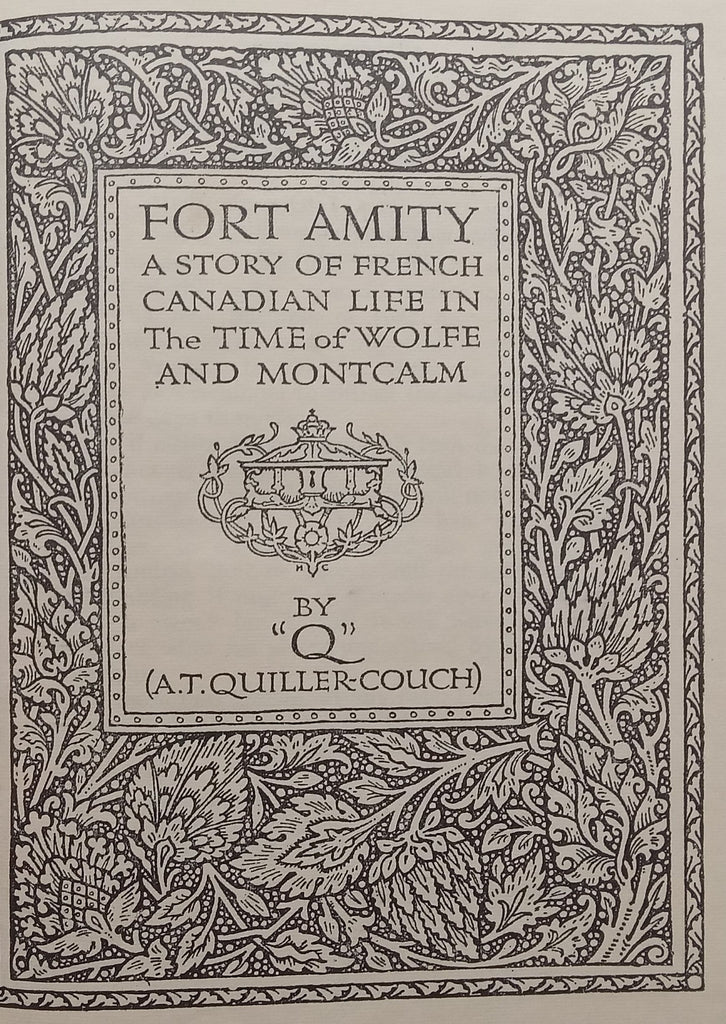 FORT AMITY
A STORY OF FRENCH
CANADIAN LIFE IN
The TIME of WOLFE
AND MONTCALM
H C
BY
"Q"
(A.T. QUILLER-COUCH)